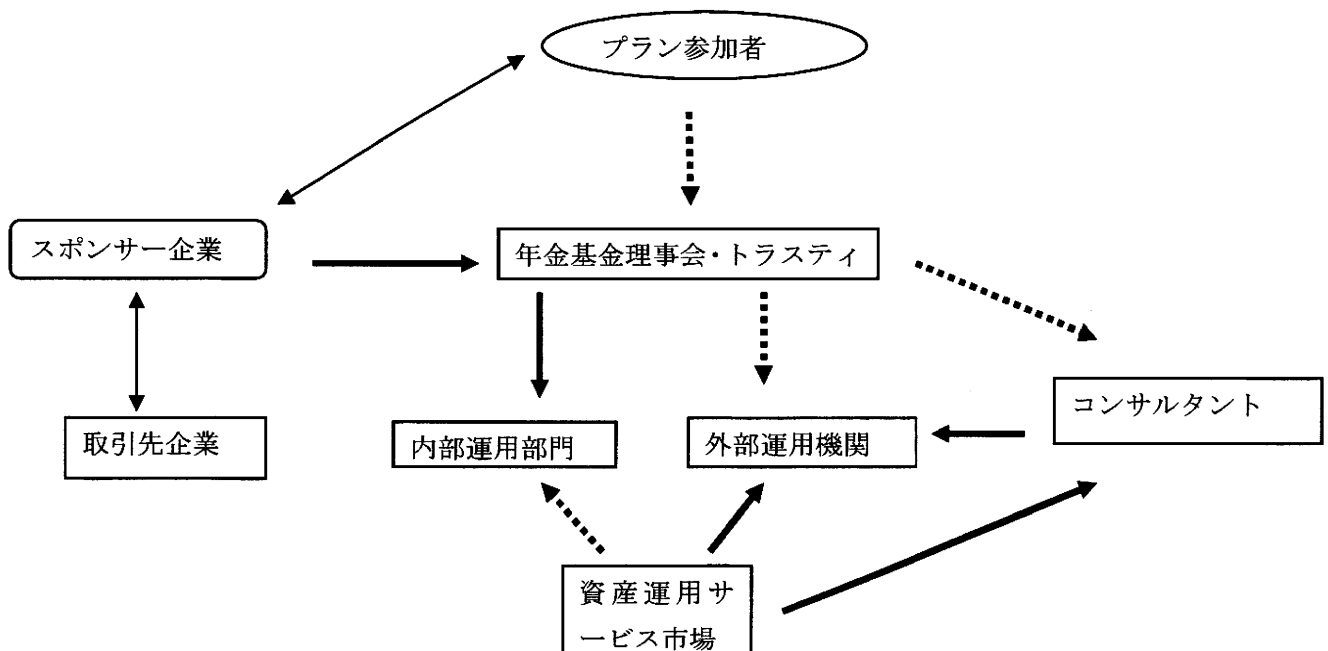 プラン参加者
スポンサー企業
年金基金理事会・トラスティ
コンサルタント
取引先企業
内部運用部門
外部運用機関
資産運用サ
ービス市場